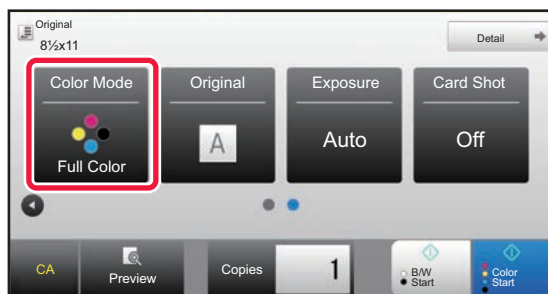 Original
8½x11
Detail
Color Mode
Full Color
Original
A
Exposure
Auto
Card Shot
Off
CA
Preview
Copies
1
B/W
Start
Color
Start